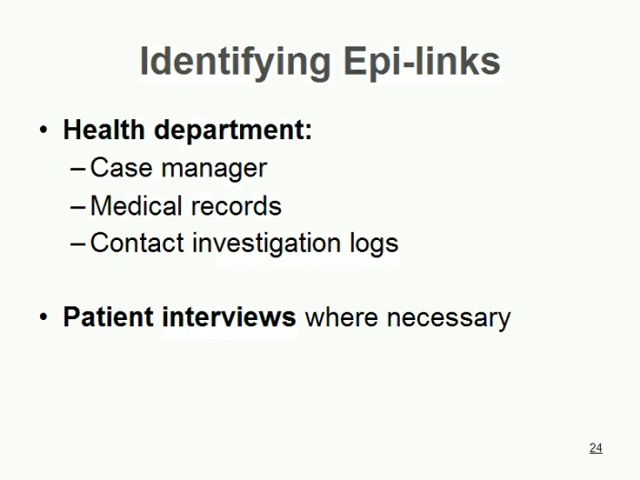 Identifying Epi-links
• Health department:
– Case manager
– Medical records
– Contact investigation logs
• Patient interviews where necessary
24